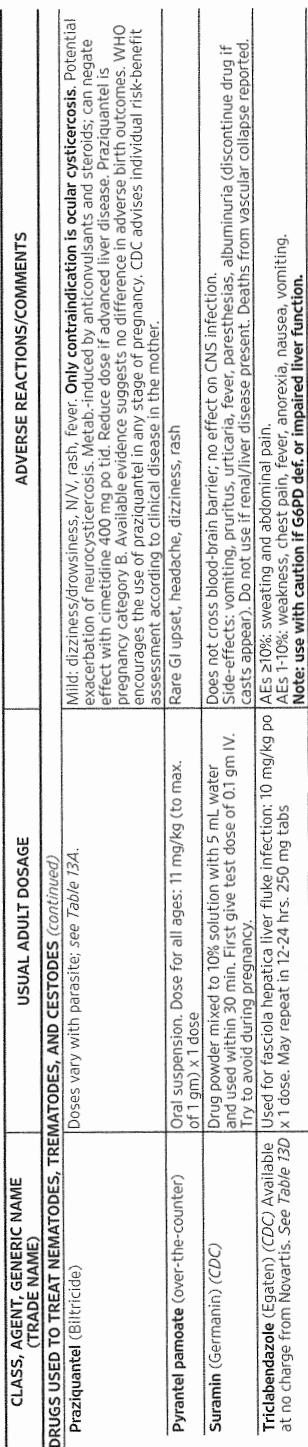 CLASS, AGENT, GENERIC NAME
(TRADE NAME)
USUAL ADULT DOSAGE
ADVERSE REACTIONS/COMMENTS
DRUGS USED TO TREAT NEMATODES, TREMATODES, AND CESTODES (continued)
Praziquantel (Biltricide)
Doses vary with parasite; see Table 13A.
Mild: dizziness/drowsiness, N/V, rash, fever. Only contraindication is ocular cysticercosis. Potential
exacerbation of neurocysticercosis. Metab.-induced by anticonvulsants and steroids; can negate
effect with cimetidine 400 mg po tid. Reduce dose if advanced liver disease. Praziquantel is
pregnancy category B. Available evidence suggests no difference in adverse birth outcomes. WHO
encourages the use of praziquantel in any stage of pregnancy. CDC advises individual risk-benefit
assessment according to clinical disease in the mother.
Pyrantel pamoate (over-the-counter)
Oral suspension. Dose for all ages: 11 mg/kg (to max.
of 1 gm) x 1 dose
Rare GI upset, headache, dizziness, rash
Suramin (Germanin) (CDC)
Drug powder mixed to 10% solution with 5 mL water
and used within 30 min. First give test dose of 0.1 gm IV.
Try to avoid during pregnancy.
Does not cross blood-brain barrier; no effect on CNS infection.
Side-effects: vomiting, pruritus, urticaria, fever, paresthesias, albuminuria (discontinue drug if
casts appear). Do not use if renal/liver disease present. Deaths from vascular collapse reported.
Triclabendazole (Egaten) (CDC) Available
at no charge from Novartis. See Table 13D
Used for fasciola hepatica liver fluke infection: 10 mg/kg po
x 1 dose. May repeat in 12-24 hrs. 250 mg tabs
AEs ≥10%: sweating and abdominal pain.
AEs 1-10%: weakness, chest pain, fever, anorexia, nausea, vomiting.
Note: use with caution if G6PD def. or impaired liver function.